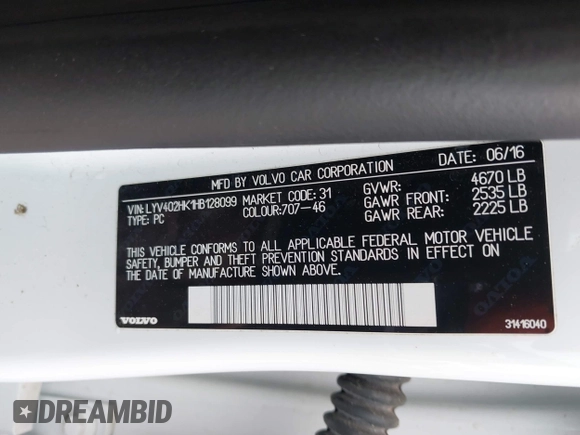 MFD BY VOLVO CAR CORPORATION DATE: 06/16
VIN:LYV402HK1HB128099 MARKET CODE:31 GVWR: 4670 LB
TYPE: PC COLOUR:707-46 GAWR FRONT: 2535 LB
GAWR REAR: 2225 LB
THIS VEHICLE CONFORMS TO ALL APPLICABLE FEDERAL MOTOR VEHICLE
SAFETY, BUMPER AND THEFT PREVENTION STANDARDS IN EFFECT ON
THE DATE OF MANUFACTURE SHOWN ABOVE.
VOLVO 31416040
DREAMBID